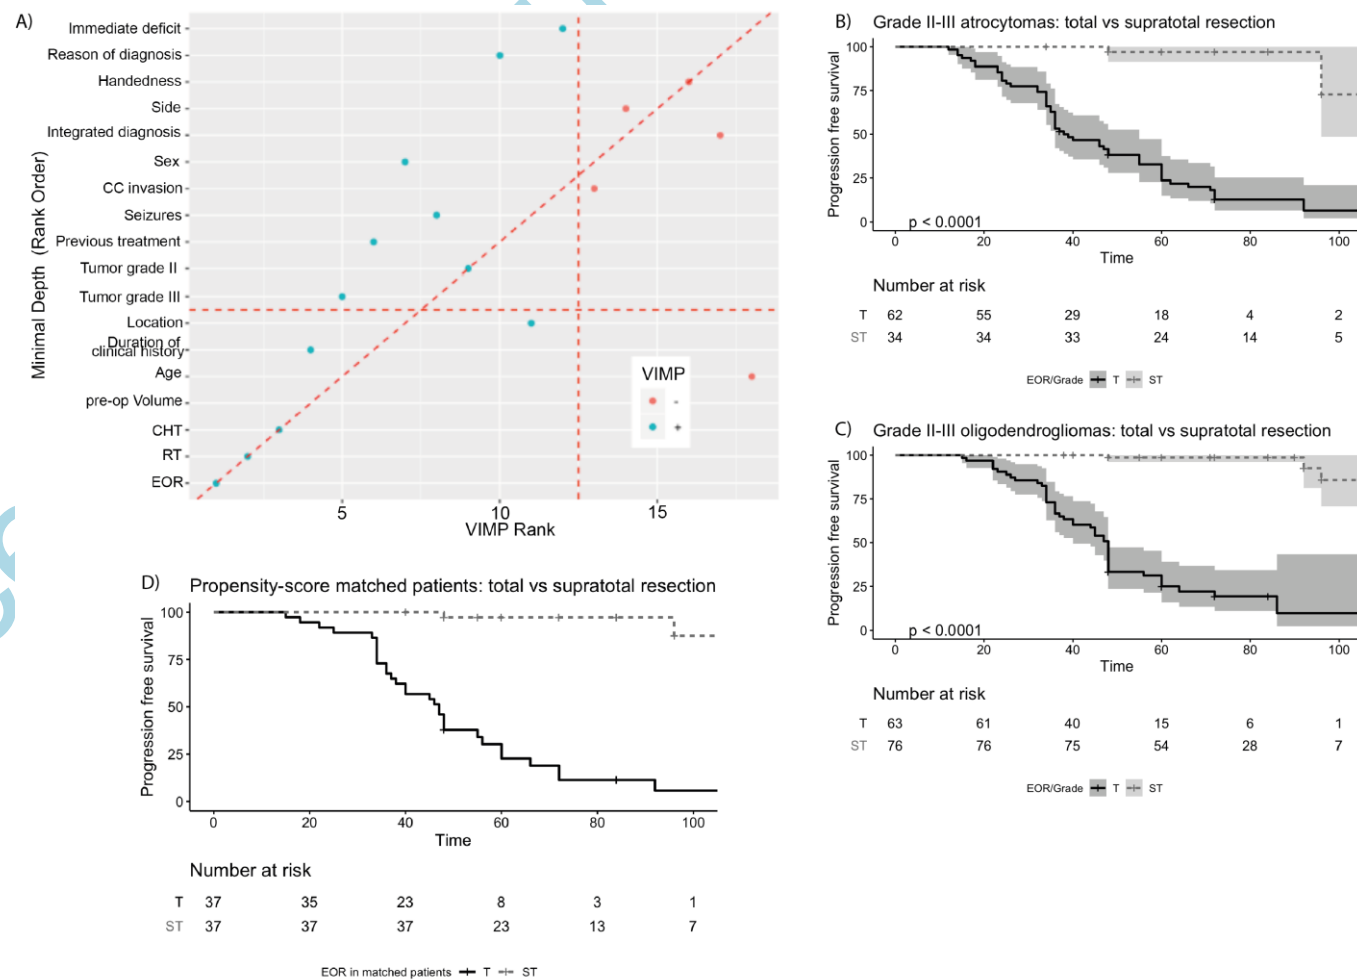 A)
Minimal Depth (Rank Order)
Immediate deficit
Reason of diagnosis
Handedness
Side
Integrated diagnosis
Sex
CC invasion
Seizures
Previous treatment
Tumor grade II
Tumor grade III
Location
Duration of
clinical history
Age
pre-op Volume
CHT
RT
EOR
VIMP
-
+
5 10 15
VIMP Rank
B) Grade II-III atrocytomas: total vs supratotal resection
Progression free survival
100
75
50
25
0
p < 0.0001
0 20 40 60 80 100
Time
Number at risk
T 62 55 29 18 4 2
ST 34 34 33 24 14 5
EOR/Grade T ST
C) Grade II-III oligodendrogliomas: total vs supratotal resection
Progression free survival
100
75
50
25
0
p < 0.0001
0 20 40 60 80 100
Time
Number at risk
T 63 61 40 15 6 1
ST 76 76 75 54 28 7
EOR/Grade T ST
D) Propensity-score matched patients: total vs supratotal resection
Progression free survival
100
75
50
25
0
0 20 40 60 80 100
Time
Number at risk
T 37 35 23 8 3 1
ST 37 37 37 23 13 7
EOR in matched patients T ST